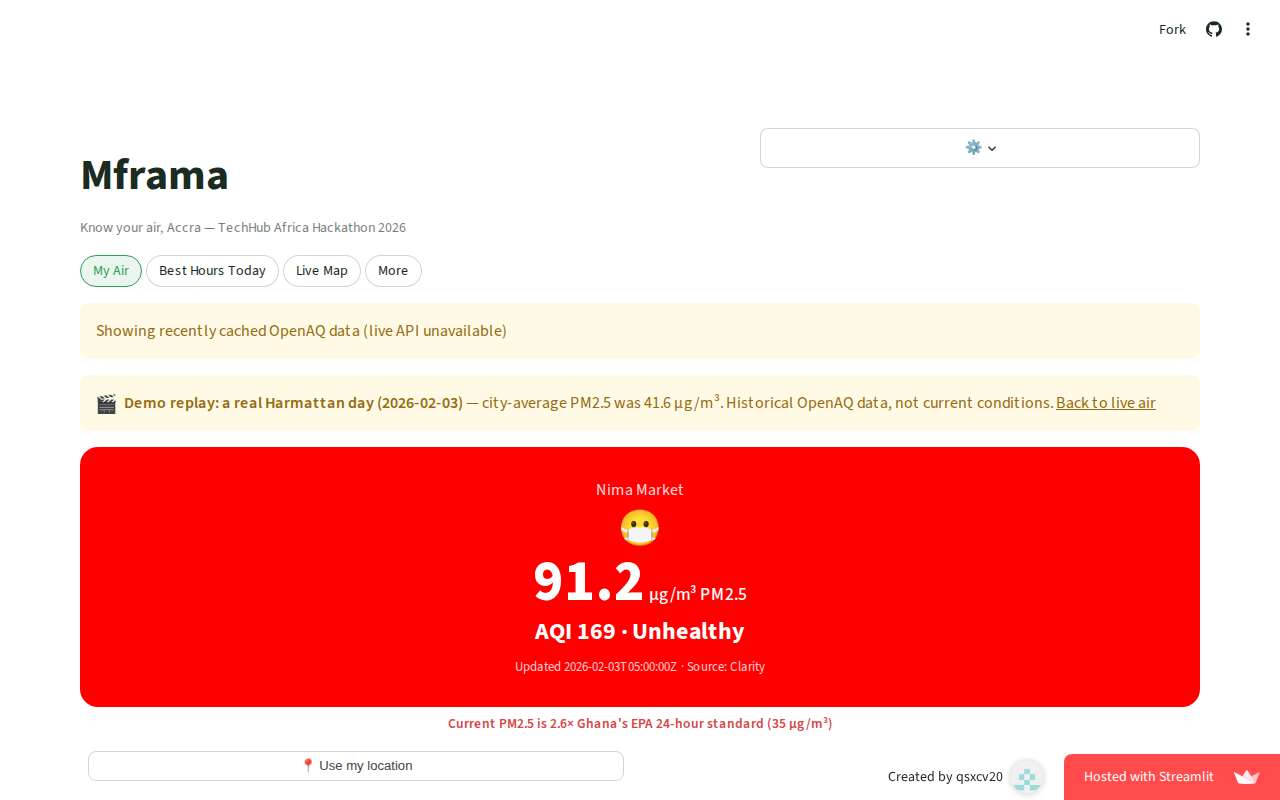 Fork
Mframa
Know your air, Accra — TechHub Africa Hackathon 2026
My Air
Best Hours Today
Live Map
More
Showing recently cached OpenAQ data (live API unavailable)
🎬 Demo replay: a real Harmattan day (2026-02-03) — city-average PM2.5 was 41.6 µg/m³. Historical OpenAQ data, not current conditions. Back to live air
Nima Market
91.2 µg/m³ PM2.5
AQI 169 · Unhealthy
Updated 2026-02-03T05:00:00Z · Source: Clarity
Current PM2.5 is 2.6× Ghana's EPA 24-hour standard (35 µg/m³)
📍 Use my location
Created by qsxcv20
Hosted with Streamlit